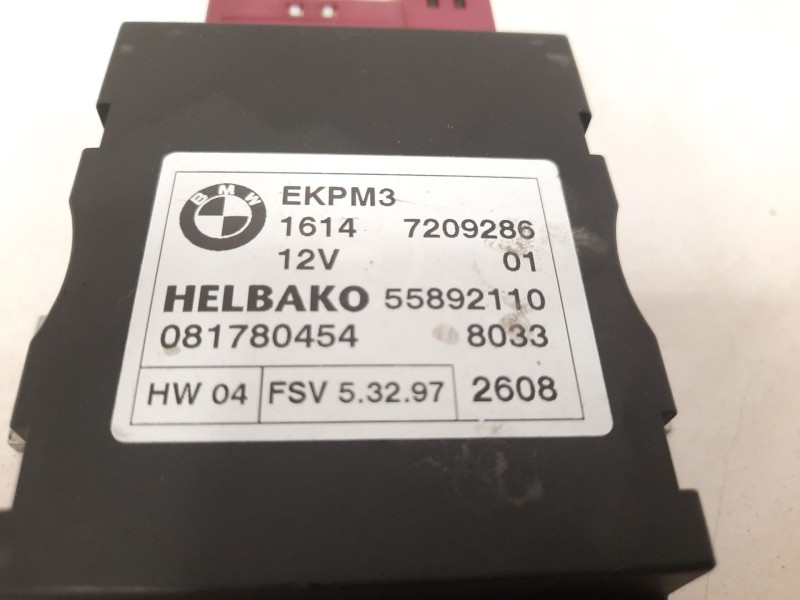 BMW
EKPM3
1614 7209286
12V 01
HELBAKO 55892110
081780454 8033
HW 04 FSV 5.32.97 2608